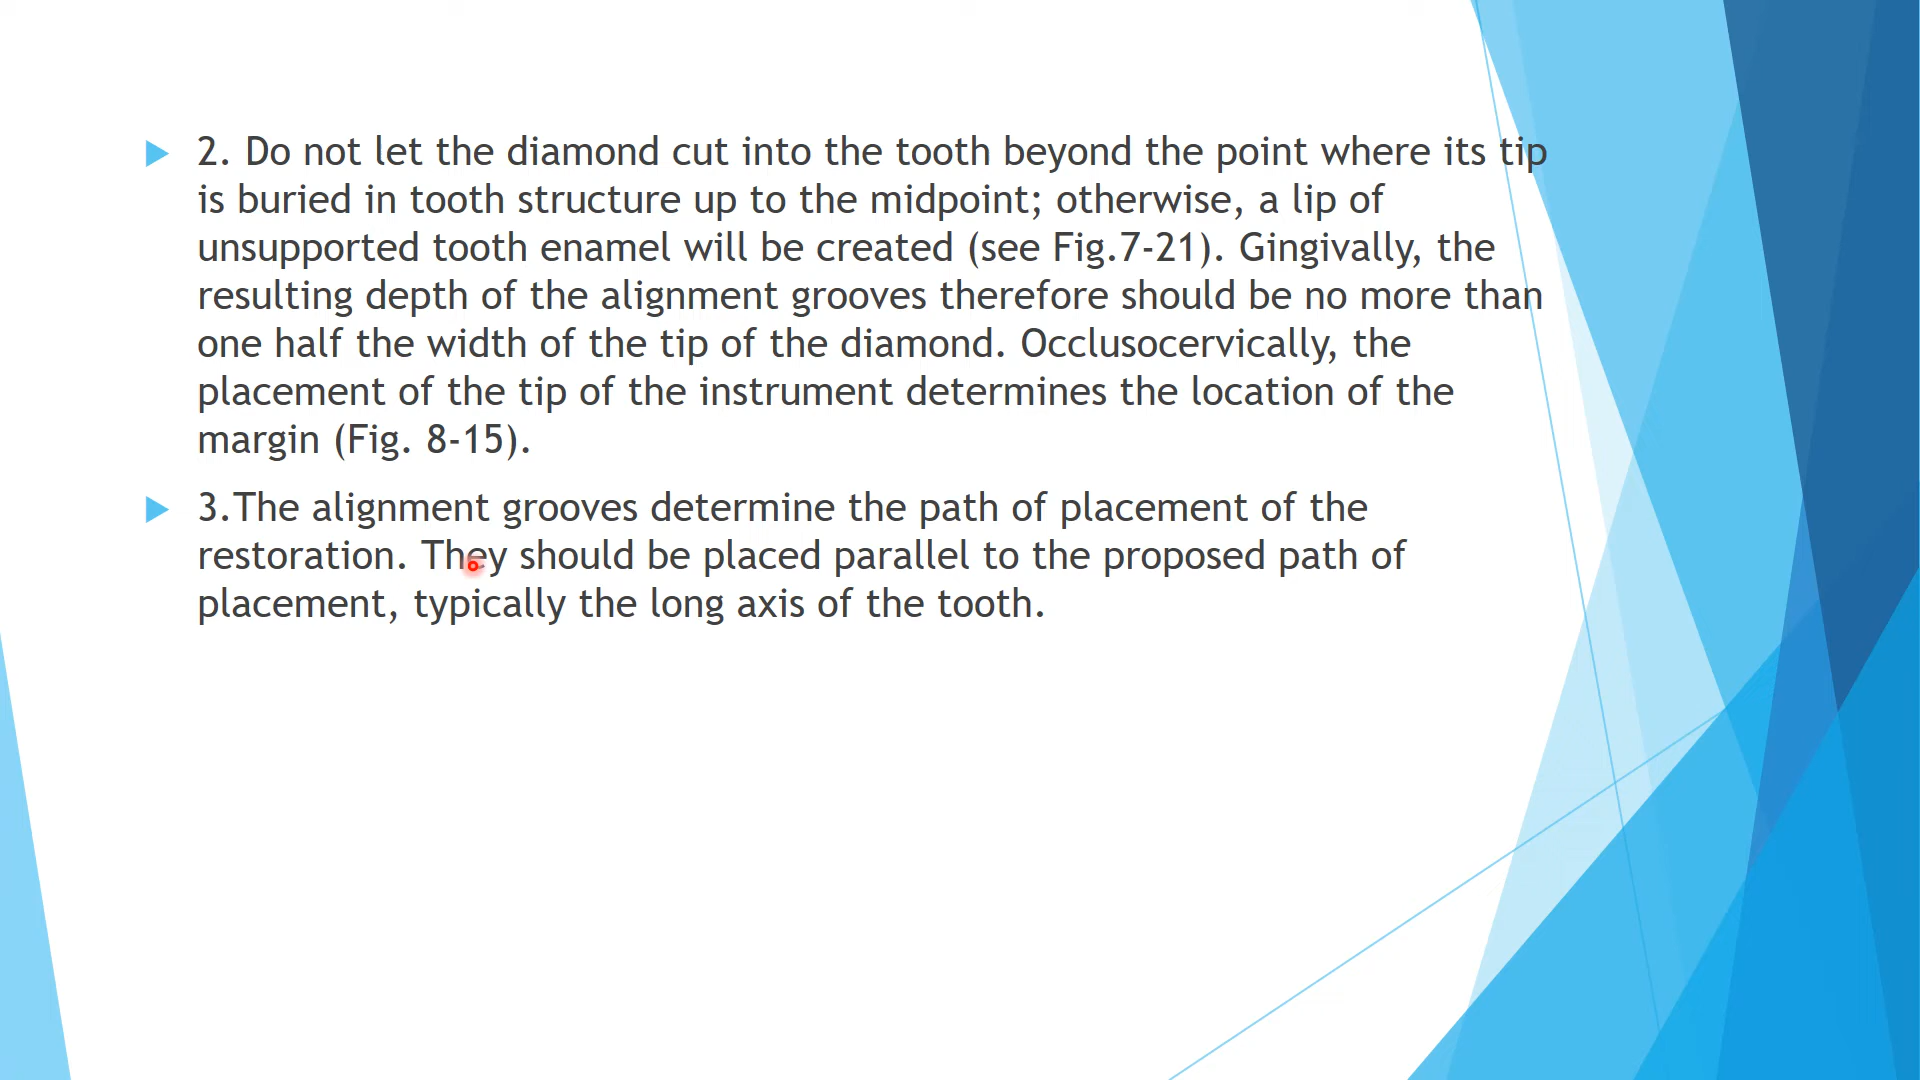 2. Do not let the diamond cut into the tooth beyond the point where its tip
is buried in tooth structure up to the midpoint; otherwise, a lip of
unsupported tooth enamel will be created (see Fig.7-21). Gingivally, the
resulting depth of the alignment grooves therefore should be no more than
one half the width of the tip of the diamond. Occlusocervically, the
placement of the tip of the instrument determines the location of the
margin (Fig. 8-15).
3.The alignment grooves determine the path of placement of the
restoration. They should be placed parallel to the proposed path of
placement, typically the long axis of the tooth.